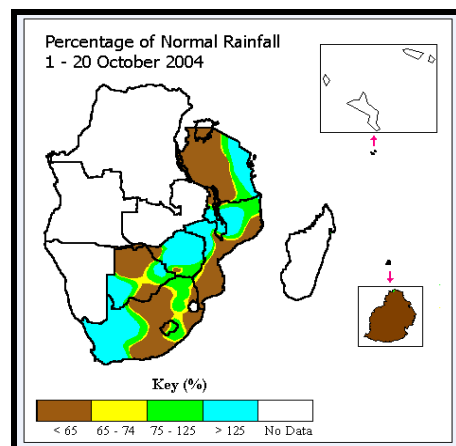 Percentage of Normal Rainfall
1 - 20 October 2004
Key (%)
< 65 65 - 74 75 - 125 > 125 No Data